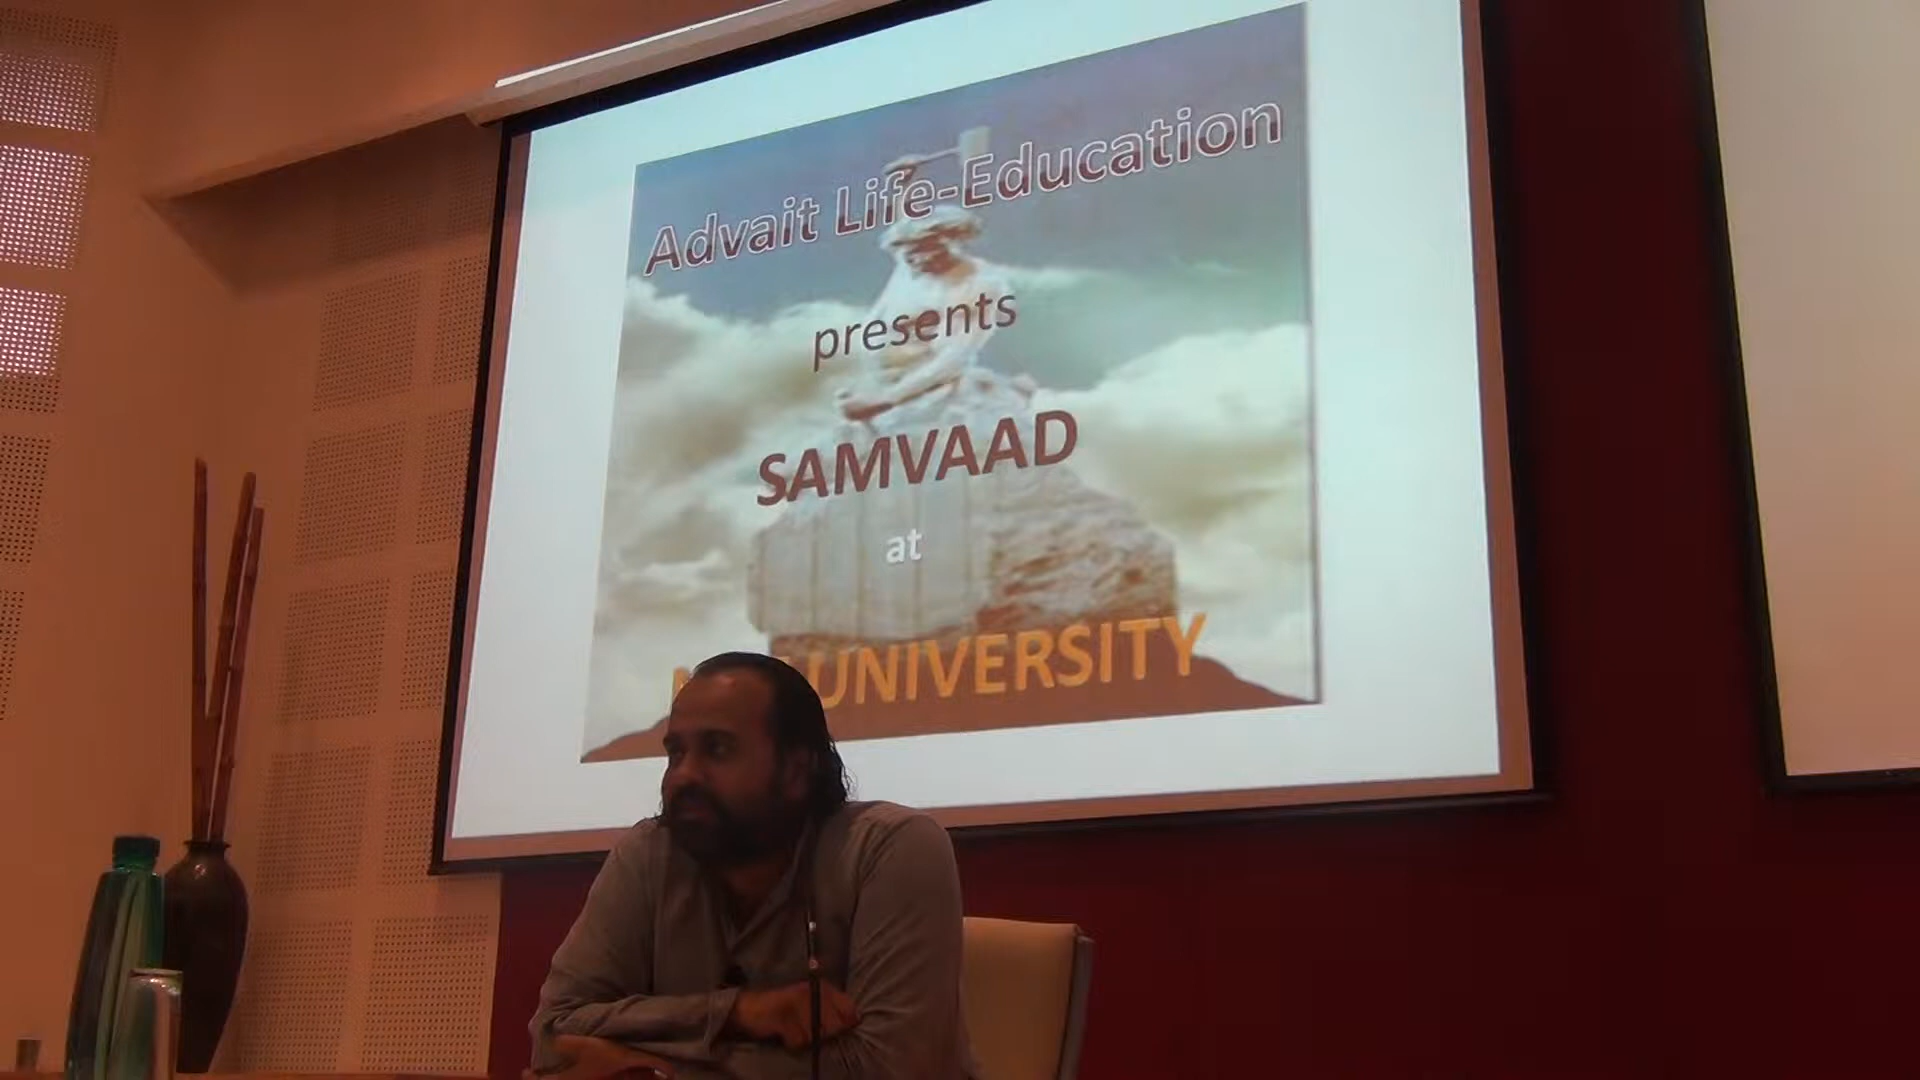 Advait Life-Education
presents
SAMVAAD
at
UNIVERSITY